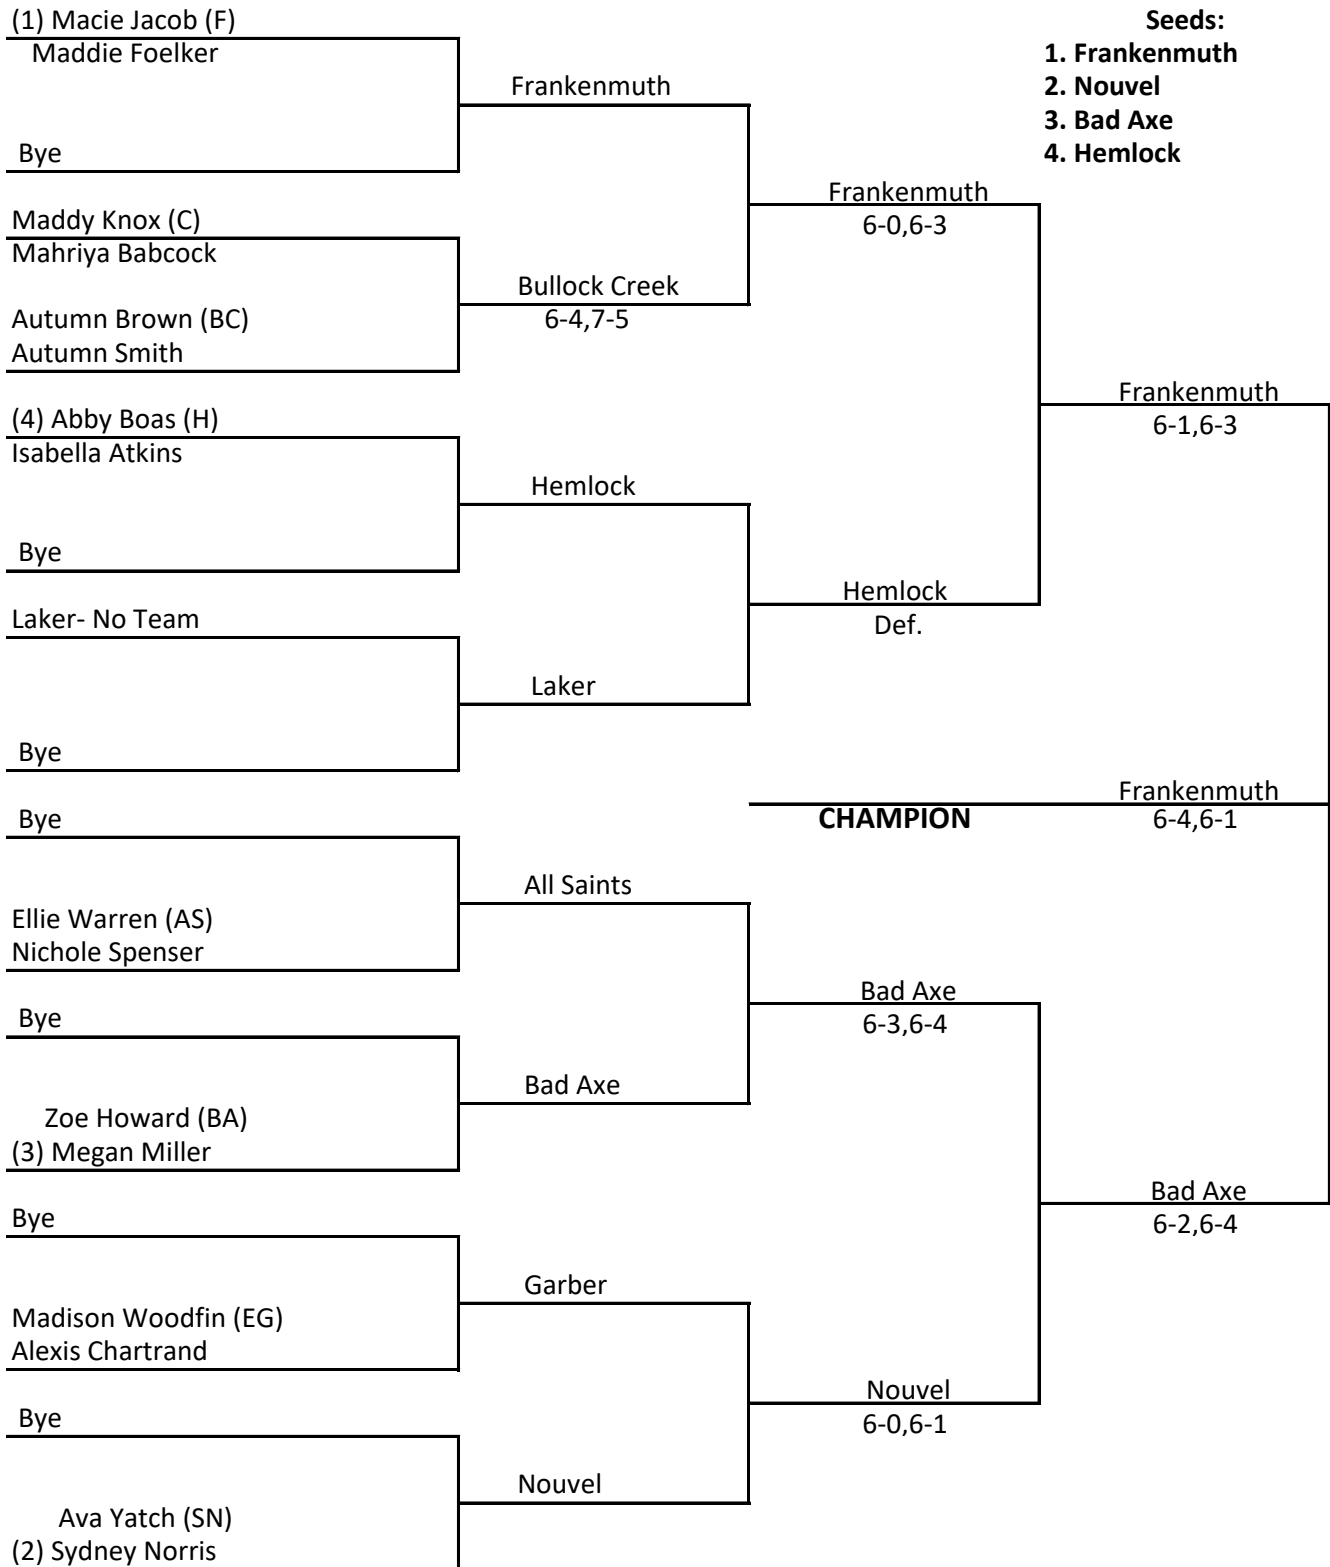 (1) Macie Jacob (F)
Maddie Foelker
Bye
Maddy Knox (C)
Mahriya Babcock
Autumn Brown (BC)
Autumn Smith
(4) Abby Boas (H)
Isabella Atkins
Bye
Laker- No Team
Bye
Bye
Ellie Warren (AS)
Nichole Spenser
Bye
Zoe Howard (BA)
(3) Megan Miller
Bye
Madison Woodfin (EG)
Alexis Chartrand
Bye
Ava Yatch (SN)
(2) Sydney Norris
Frankenmuth
Bullock Creek
6-4,7-5
Hemlock
Laker
All Saints
Bad Axe
Garber
Nouvel
Frankenmuth
6-0,6-3
Hemlock
Def.
CHAMPION
Bad Axe
6-3,6-4
Nouvel
6-0,6-1
Seeds:
1. Frankenmuth
2. Nouvel
3. Bad Axe
4. Hemlock
Frankenmuth
6-1,6-3
Frankenmuth
6-4,6-1
Bad Axe
6-2,6-4